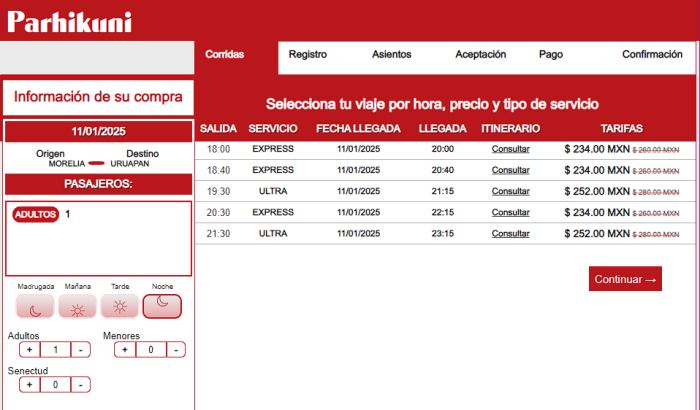 Parhikuni
Corridas Registro Asientos Aceptación Pago Confirmación
Información de su compra
11/01/2025
Origen Destino
MORELIA URUAPAN
PASAJEROS:
ADULTOS 1
Madrugada Mañana Tarde Noche
Adultos Menores
+ 1 - + 0 -
Senectud
+ 0 -
Selecciona tu viaje por hora, precio y tipo de servicio
SALIDA SERVICIO FECHA LLEGADA LLEGADA ITINERARIO TARIFAS
18:00 EXPRESS 11/01/2025 20:00 Consultar $ 234.00 MXN $ 260.00 MXN
18:40 EXPRESS 11/01/2025 20:40 Consultar $ 234.00 MXN $ 260.00 MXN
19:30 ULTRA 11/01/2025 21:15 Consultar $ 252.00 MXN $ 280.00 MXN
20:30 EXPRESS 11/01/2025 22:15 Consultar $ 234.00 MXN $ 260.00 MXN
21:30 ULTRA 11/01/2025 23:15 Consultar $ 252.00 MXN $ 280.00 MXN
Continuar →